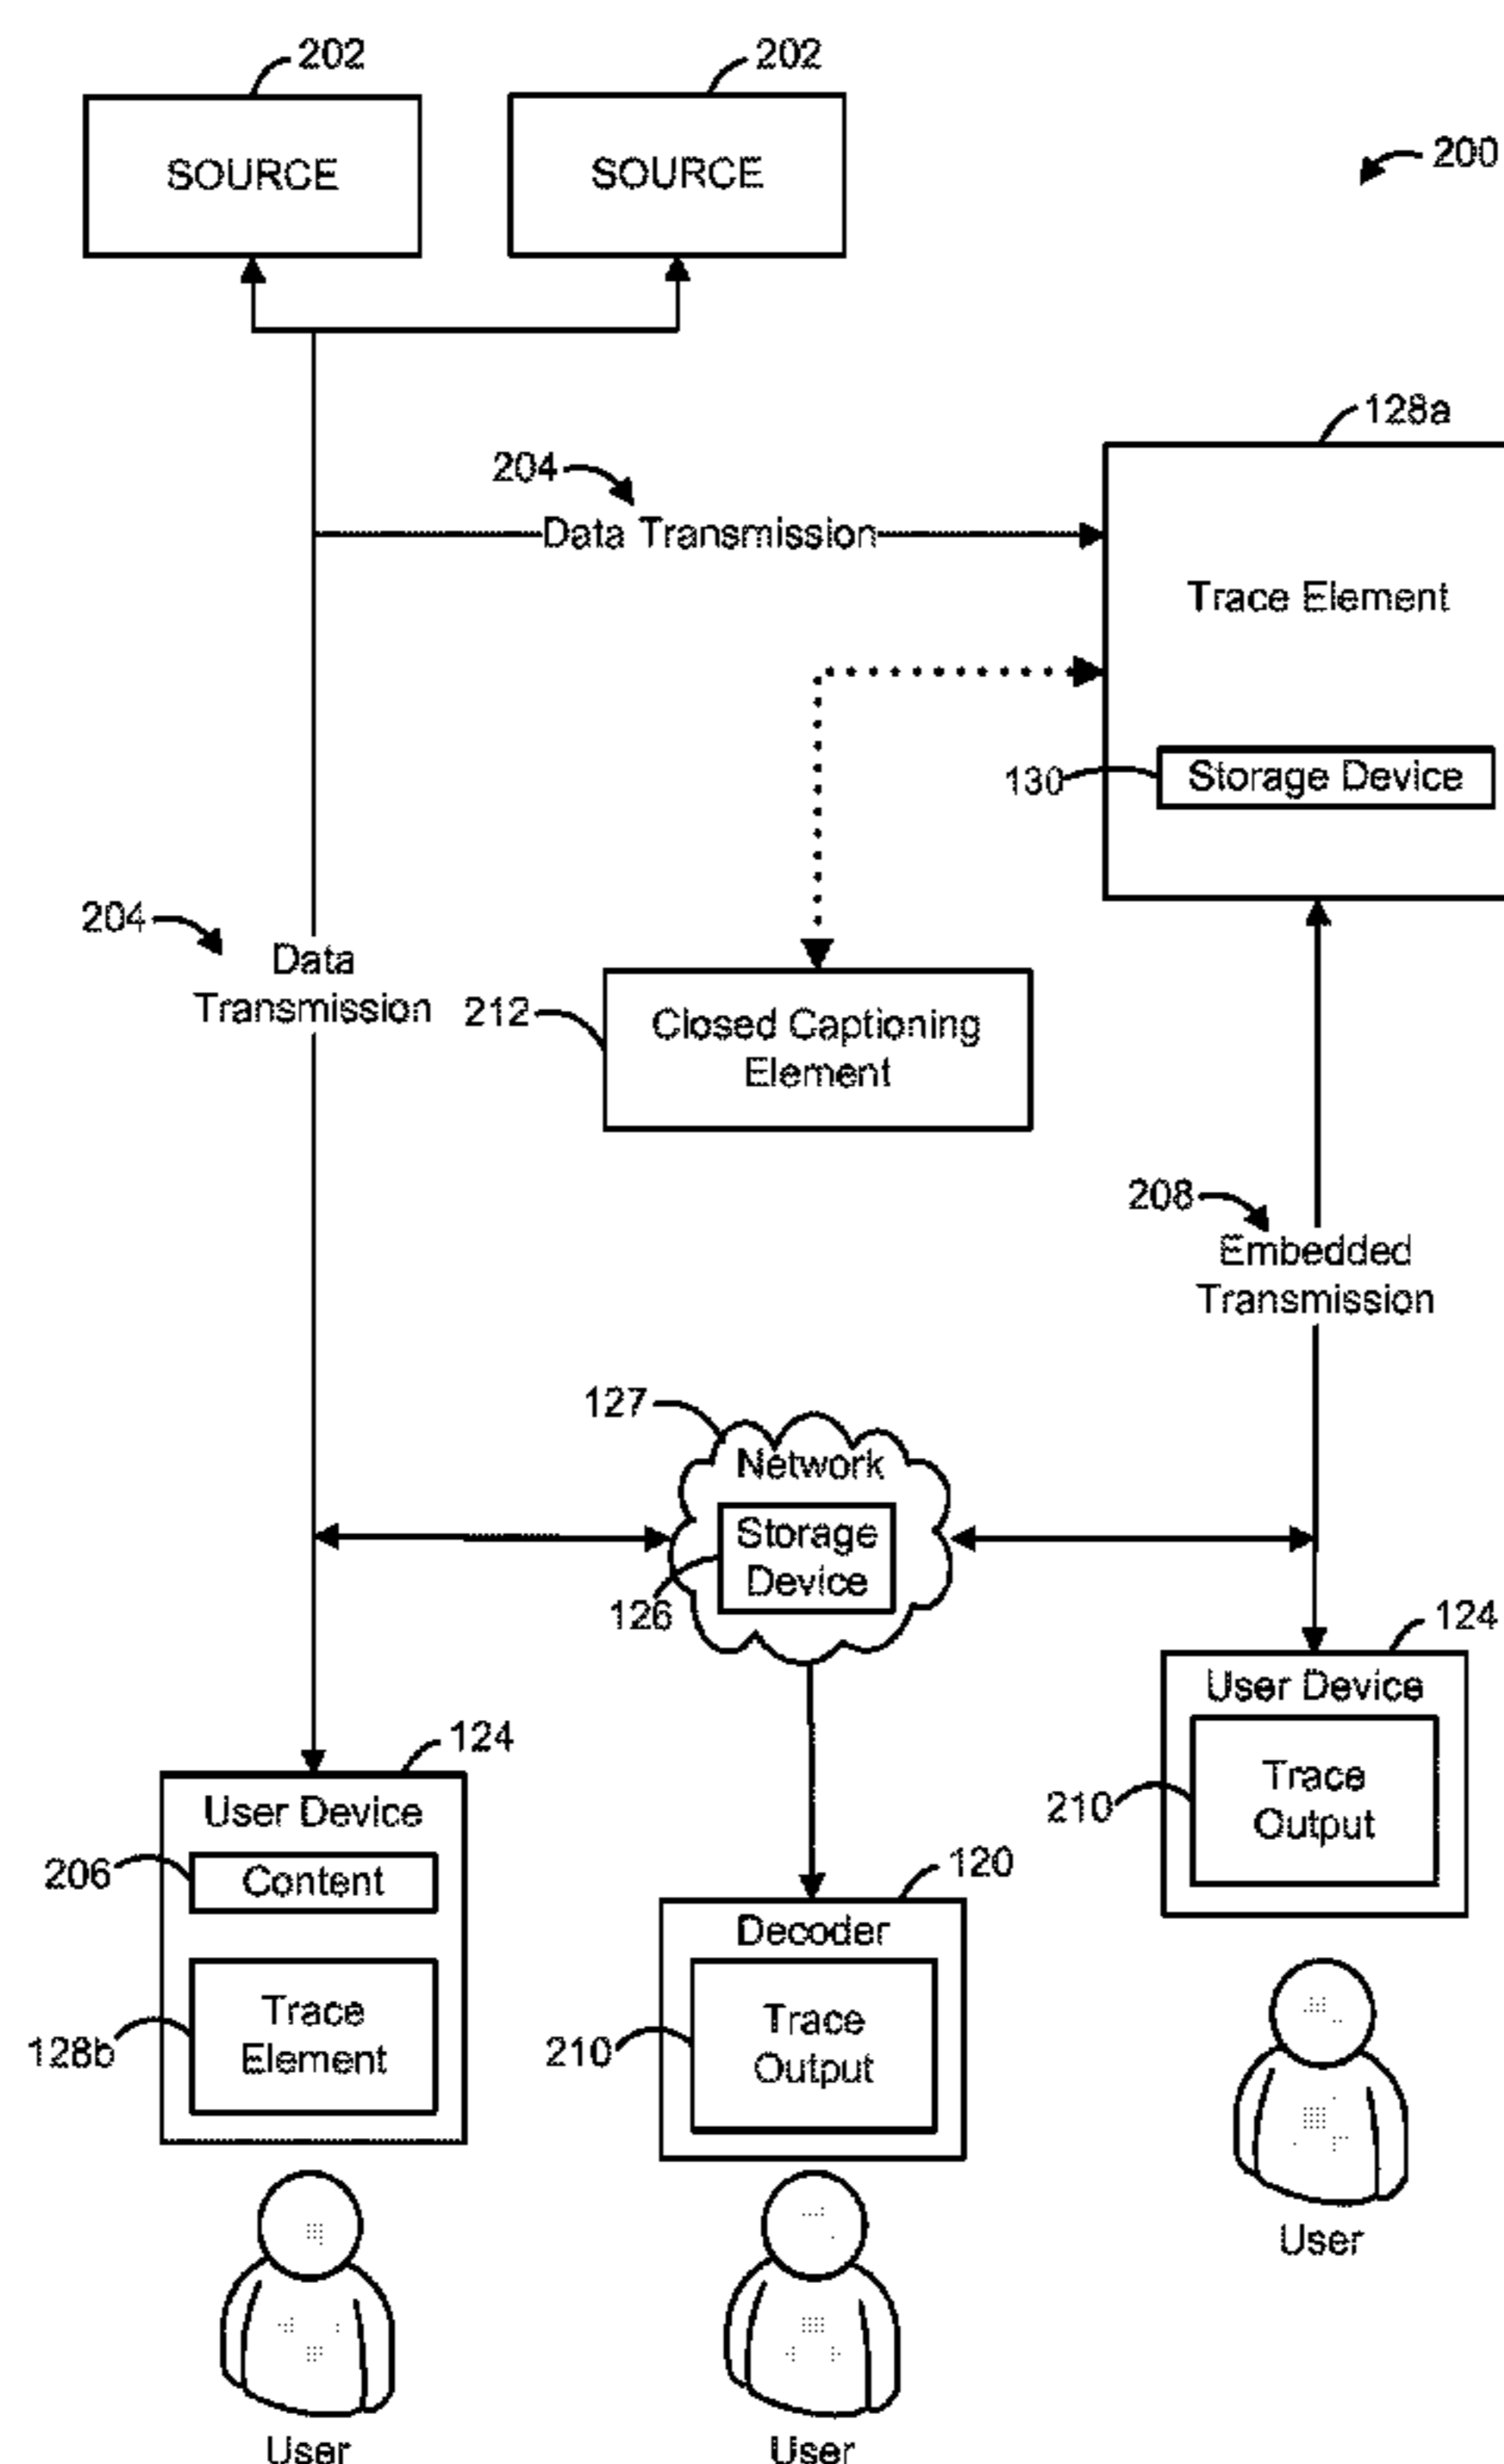 202
202
SOURCE
SOURCE
200
128a
204
Data Transmission
Trace Element
130
Storage Device
204
Data
Transmission
212
Closed Captioning
Element
208
Embedded
Transmission
127
Network
Storage
Device
126
124
User Device
124
User Device
210
Trace
Output
206
Content
120
Decoder
128b
Trace
Element
210
Trace
Output
User
User
User